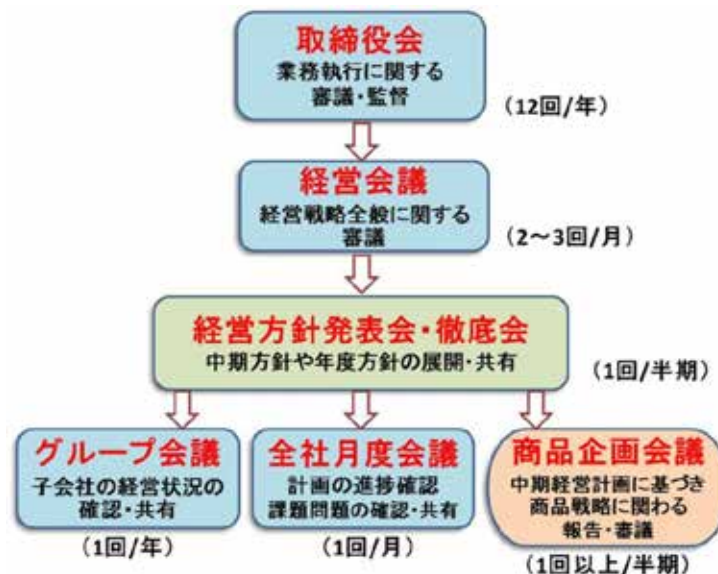 取締役会
業務執行に関する
審議・監督
(12回/年)
経営会議
経営戦略全般に関する
審議
(2～3回/月)
経営方針発表会・徹底会
中期方針や年度方針の展開・共有
(1回/半期)
グループ会議
子会社の経営状況の
確認・共有
(1回/年)
全社月度会議
計画の進捗確認
課題問題の確認・共有
(1回/月)
商品企画会議
中期経営計画に基づき
商品戦略に関わる
報告・審議
(1回以上/半期)